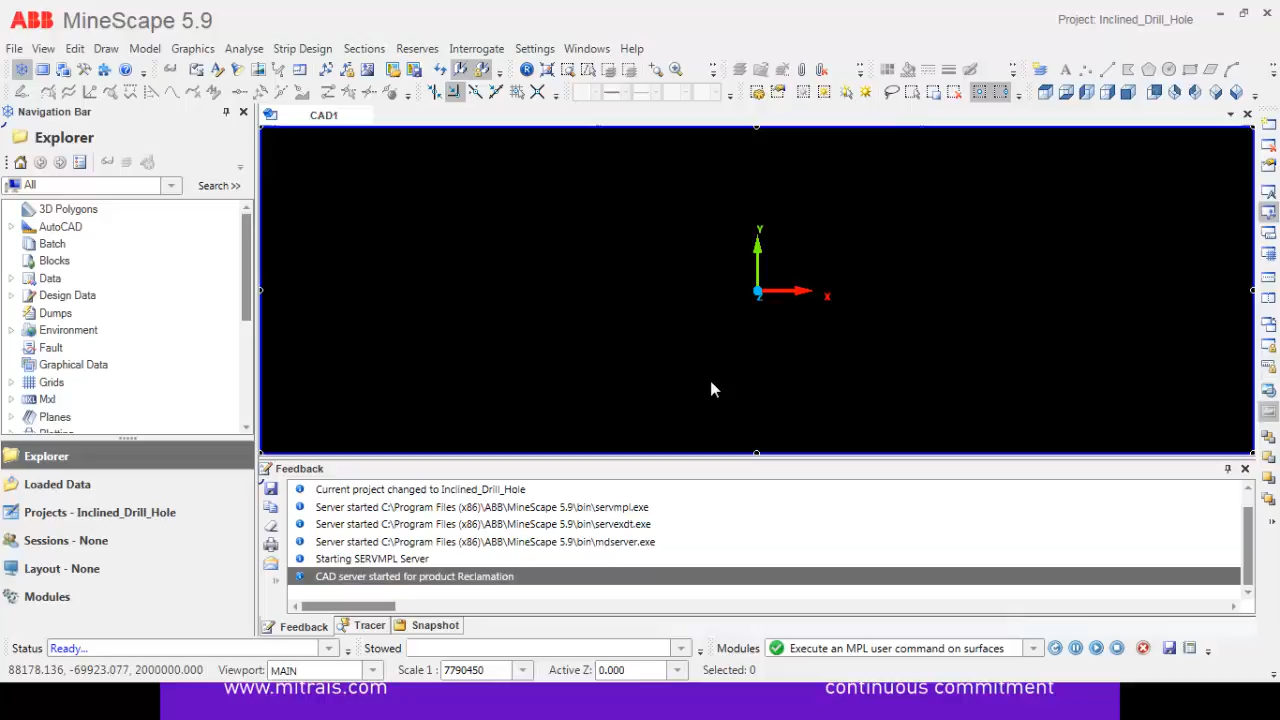 ABB MineScape 5.9
Project: Inclined_Drill_Hole
File View Edit Draw Model Graphics Analyse Strip Design Sections Reserves Interrogate Settings Windows Help
Navigation Bar
CAD1
Explorer
All
Search >>
3D Polygons
AutoCAD
Batch
Blocks
Data
Design Data
Dumps
Environment
Fault
Graphical Data
Grids
Mxl
Planes
Y
Z
X
Explorer
Loaded Data
Projects - Inclined_Drill_Hole
Sessions - None
Layout - None
Modules
Feedback
Current project changed to Inclined_Drill_Hole
Server started C:\Program Files (x86)\ABB\MineScape 5.9\bin\servmpl.exe
Server started C:\Program Files (x86)\ABB\MineScape 5.9\bin\servexdt.exe
Server started C:\Program Files (x86)\ABB\MineScape 5.9\bin\mdserver.exe
Starting SERVMPL Server
CAD server started for product Reclamation
Feedback Tracer Snapshot
Status Ready... Stowed Modules Execute an MPL user command on surfaces
88178.136, -69923.077, 2000000.000 Viewport: MAIN Scale 1 : 7790450 Active Z: 0.000 Selected: 0
www.mitrais.com
continuous commitment